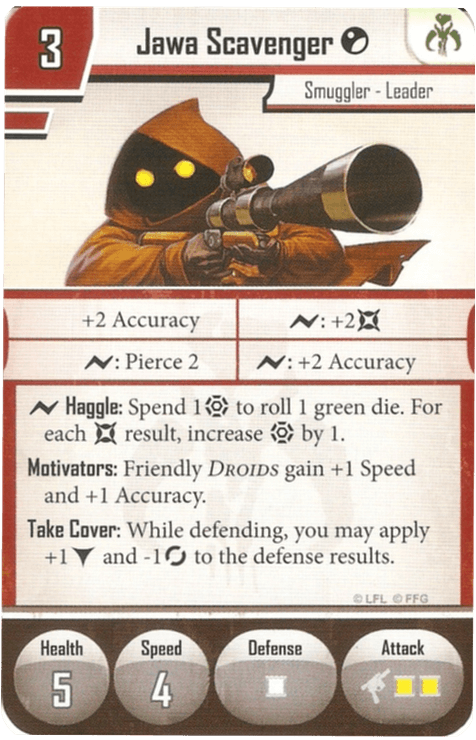 3
Jawa Scavenger
Smuggler - Leader
+2 Accuracy
: +2
: Pierce 2
: +2 Accuracy
Haggle: Spend 1 to roll 1 green die. For
each result, increase by 1.
Motivators: Friendly DROIDS gain +1 Speed
and +1 Accuracy.
Take Cover: While defending, you may apply
+1 and -1 to the defense results.
© LFL © FFG
Health
Speed
Defense
Attack
5
4